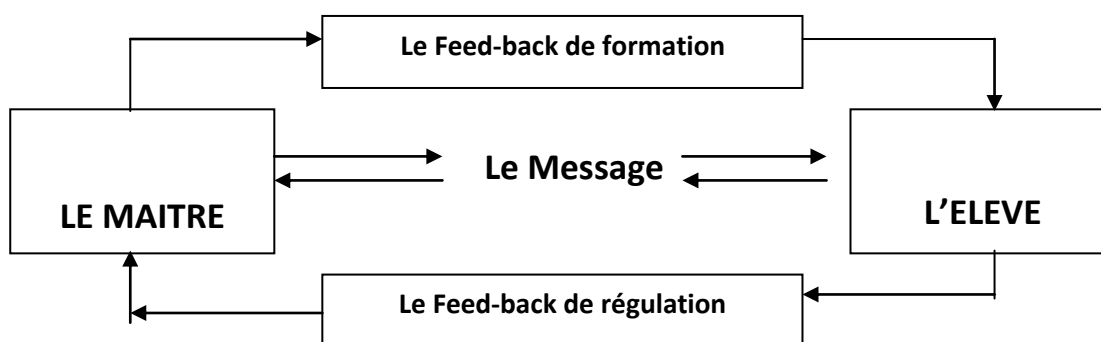 Le Feed-back de formation
Le Message
LE MAITRE
L’ELEVE
Le Feed-back de régulation